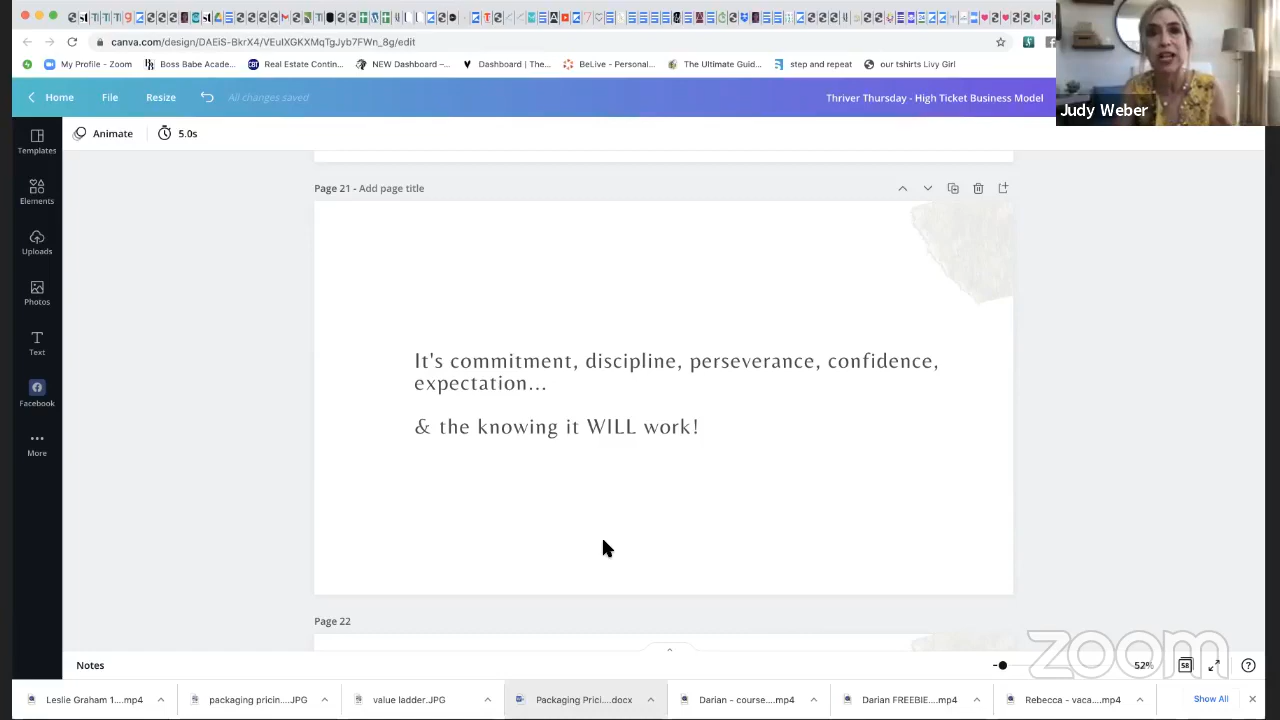 canva.com/design/DAEiS-BkrX4/VEuIXGKXMqTgJyb7FWn_8g/edit
My Profile - Zoom
Boss Babe Acade...
Real Estate Contin...
NEW Dashboard –...
Dashboard | The...
BeLive - Personal...
The Ultimate Guid...
step and repeat
our tshirts Livy Girl
Home
File
Resize
All changes saved
Thriver Thursday - High Ticket Business Model
Judy Weber
Animate
5.0s
Templates
Elements
Uploads
Photos
Text
Facebook
More
Page 21 - Add page title
It's commitment, discipline, perseverance, confidence,
expectation...
& the knowing it WILL work!
Page 22
Notes
52%
58
zoom
Leslie Graham 1....mp4
packaging pricin....JPG
value ladder.JPG
Packaging Prici....docx
Darian - course....mp4
Darian FREEBIE....mp4
Rebecca - vaca....mp4
Show All